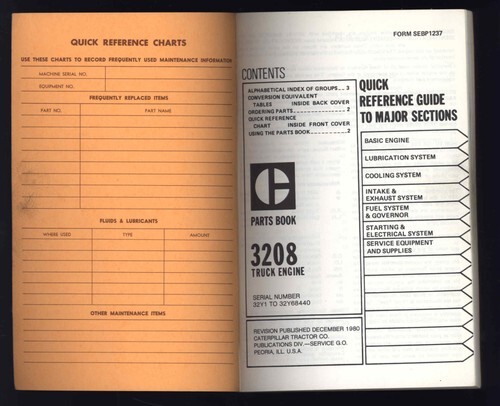 QUICK REFERENCE CHARTS
USE THESE CHARTS TO RECORD FREQUENTLY USED MAINTENANCE INFORMATION
MACHINE SERIAL NO.
EQUIPMENT NO.
FREQUENTLY REPLACED ITEMS
PART NO. PART NAME
FLUIDS & LUBRICANTS
WHERE USED TYPE AMOUNT
OTHER MAINTENANCE ITEMS
FORM SEBP1237
CONTENTS
ALPHABETICAL INDEX OF GROUPS.. 3
CONVERSION EQUIVALENT
TABLES INSIDE BACK COVER
ORDERING PARTS 2
QUICK REFERENCE
CHART INSIDE FRONT COVER
USING THE PARTS BOOK 2
C
PARTS BOOK
3208
TRUCK ENGINE
SERIAL NUMBER
32Y1 TO 32Y68440
REVISION PUBLISHED DECEMBER 1980
CATERPILLAR TRACTOR CO.
PUBLICATIONS DIV.—SERVICE G.O.
PEORIA, ILL. U.S.A.
QUICK
REFERENCE GUIDE
TO MAJOR SECTIONS
BASIC ENGINE
LUBRICATION SYSTEM
COOLING SYSTEM
INTAKE &
EXHAUST SYSTEM
FUEL SYSTEM
& GOVERNOR
STARTING &
ELECTRICAL SYSTEM
SERVICE EQUIPMENT
AND SUPPLIES